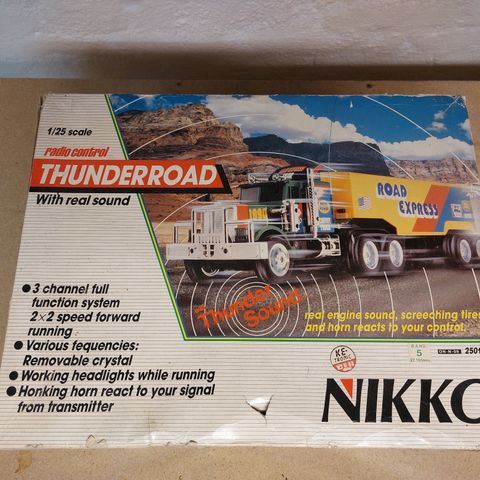 1/25 scale
radio control
THUNDERROAD
With real sound
3 channel full
function system
2×2 speed forward
running
Various fequencies:
Removable crystal
Working headlights while running
Honking horn react to your signal
from transmitter
ROAD
EXPRESS
Thunder
Sound
real engine sound, screeching tires
and horn reacts to your control.
KE-
TRONIC
BAND
5
NIKKO